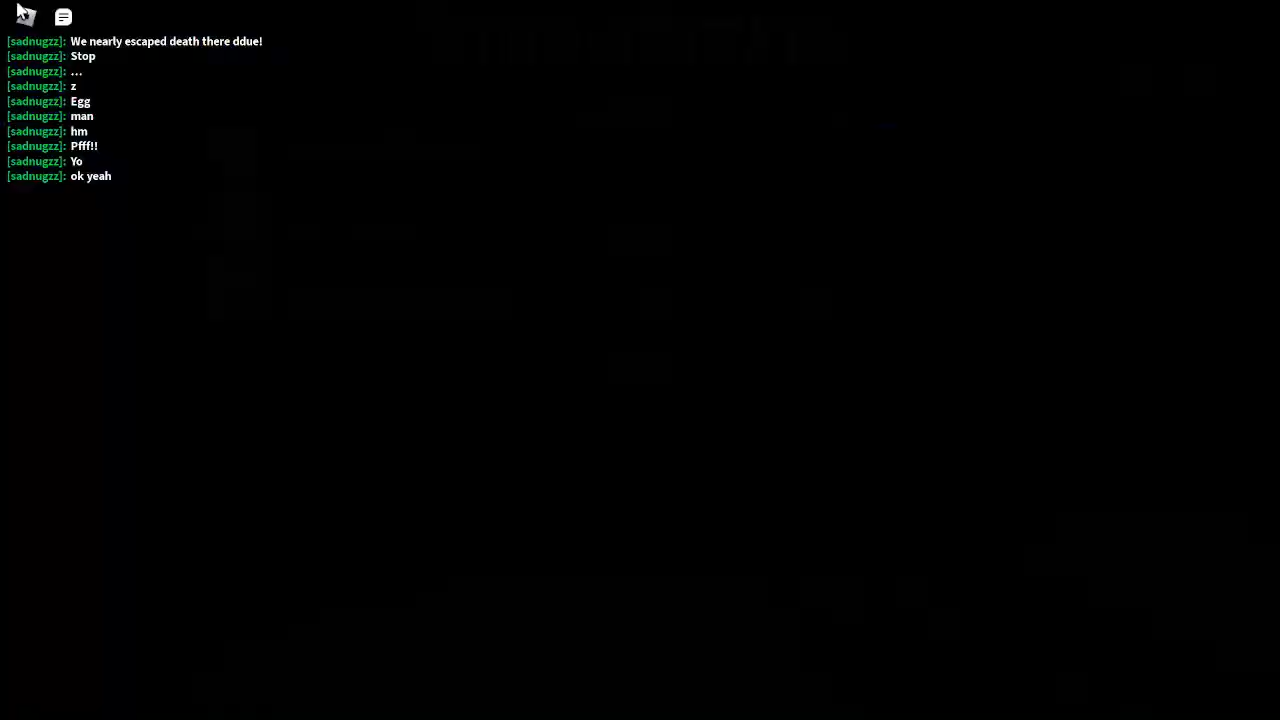 [sadnugzz]: We nearly escaped death there ddue!
[sadnugzz]: Stop
[sadnugzz]: ...
[sadnugzz]: z
[sadnugzz]: Egg
[sadnugzz]: man
[sadnugzz]: hm
[sadnugzz]: Pfff!!
[sadnugzz]: Yo
[sadnugzz]: ok yeah